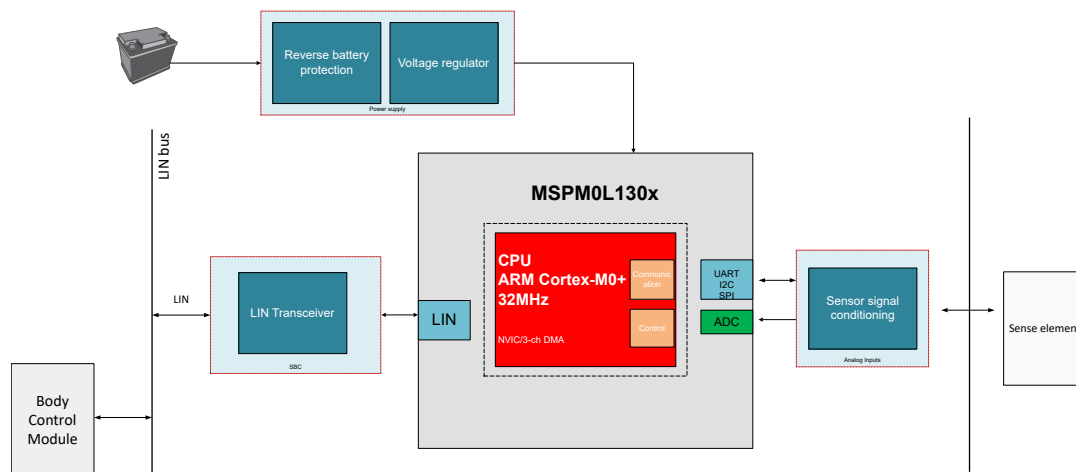 Reverse battery
protection
Voltage regulator
Power supply
LIN bus
MSPM0L130x
CPU
ARM Cortex-M0+
32MHz
NVIC/3-ch DMA
Communic
ation
Control
UART
I2C
SPI
ADC
LIN
LIN
LIN Transceiver
SBC
Sensor signal
conditioning
Analog Inputs
Sense element
Body
Control
Module